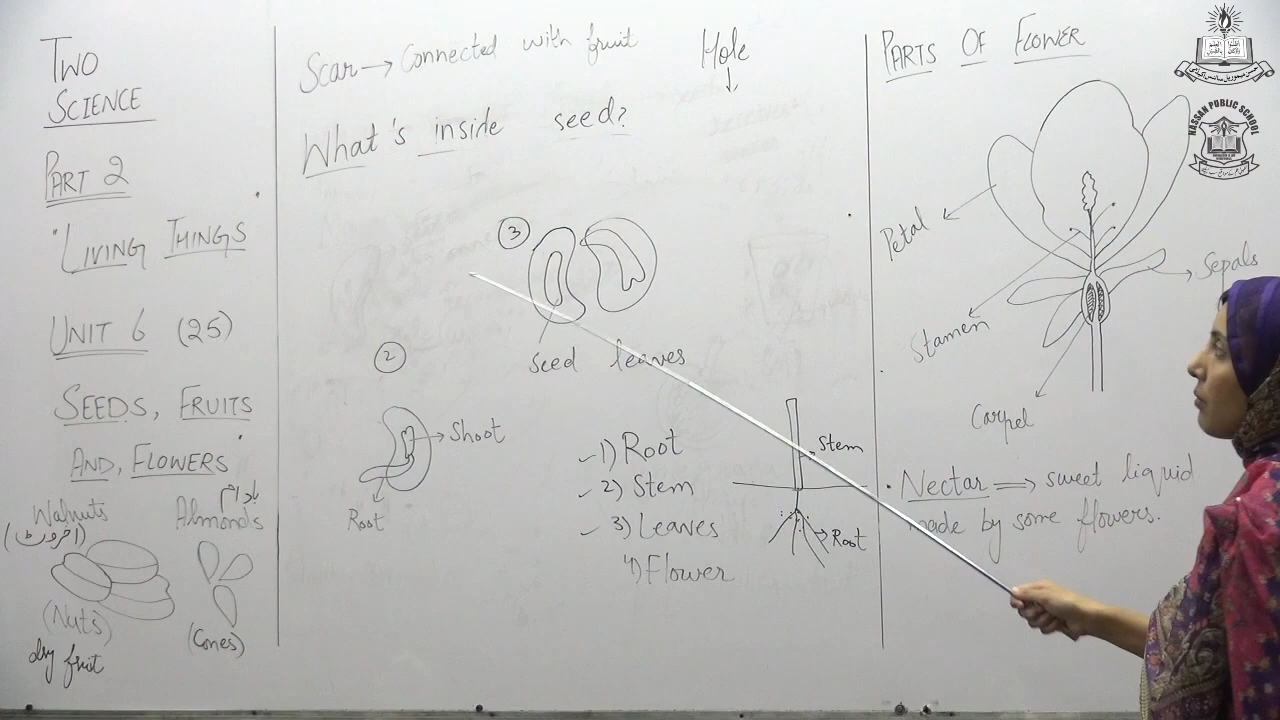 TWO
SCIENCE
PART 2
LIVING THINGS
UNIT 6 (25)
SEEDS, FRUITS
AND, FLOWERS
Walnuts
(اخروٹ)
بادام
Almonds
(Nuts)
dry fruit
(Cones)
Scar → Connected with fruit
Hole
What's inside seed?
3
seed leaves
2
Shoot
Root
1) Root
2) Stem
3) Leaves
4) Flower
Stem
Root
PARTS OF FLOWER
Petal
Sepals
Stamen
Carpel
Nectar ⟹ sweet liquid
made by some flowers.
HASSAN PUBLIC SCHOOL